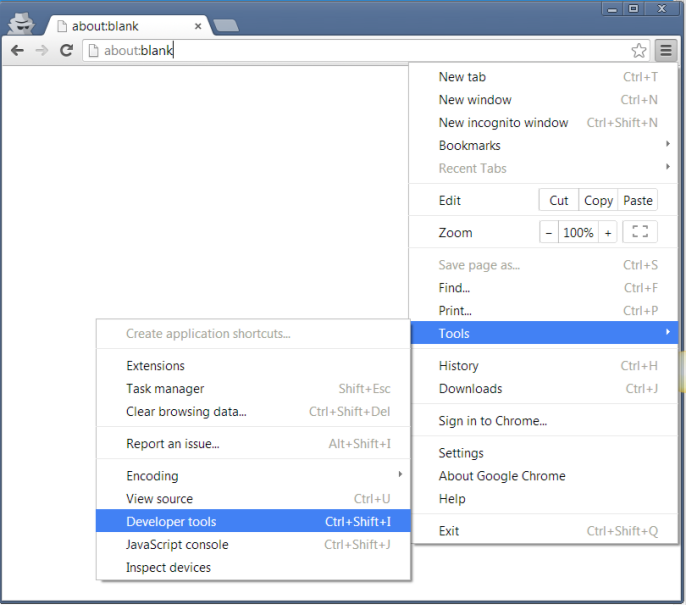 about:blank ×
about:blank
New tab Ctrl+T
New window Ctrl+N
New incognito window Ctrl+Shift+N
Bookmarks
Recent Tabs
Edit Cut Copy Paste
Zoom − 100% +
Save page as... Ctrl+S
Find... Ctrl+F
Print... Ctrl+P
Tools
History Ctrl+H
Downloads Ctrl+J
Sign in to Chrome...
Settings
About Google Chrome
Help
Exit Ctrl+Shift+Q
Create application shortcuts...
Extensions
Task manager Shift+Esc
Clear browsing data... Ctrl+Shift+Del
Report an issue... Alt+Shift+I
Encoding
View source Ctrl+U
Developer tools Ctrl+Shift+I
JavaScript console Ctrl+Shift+J
Inspect devices